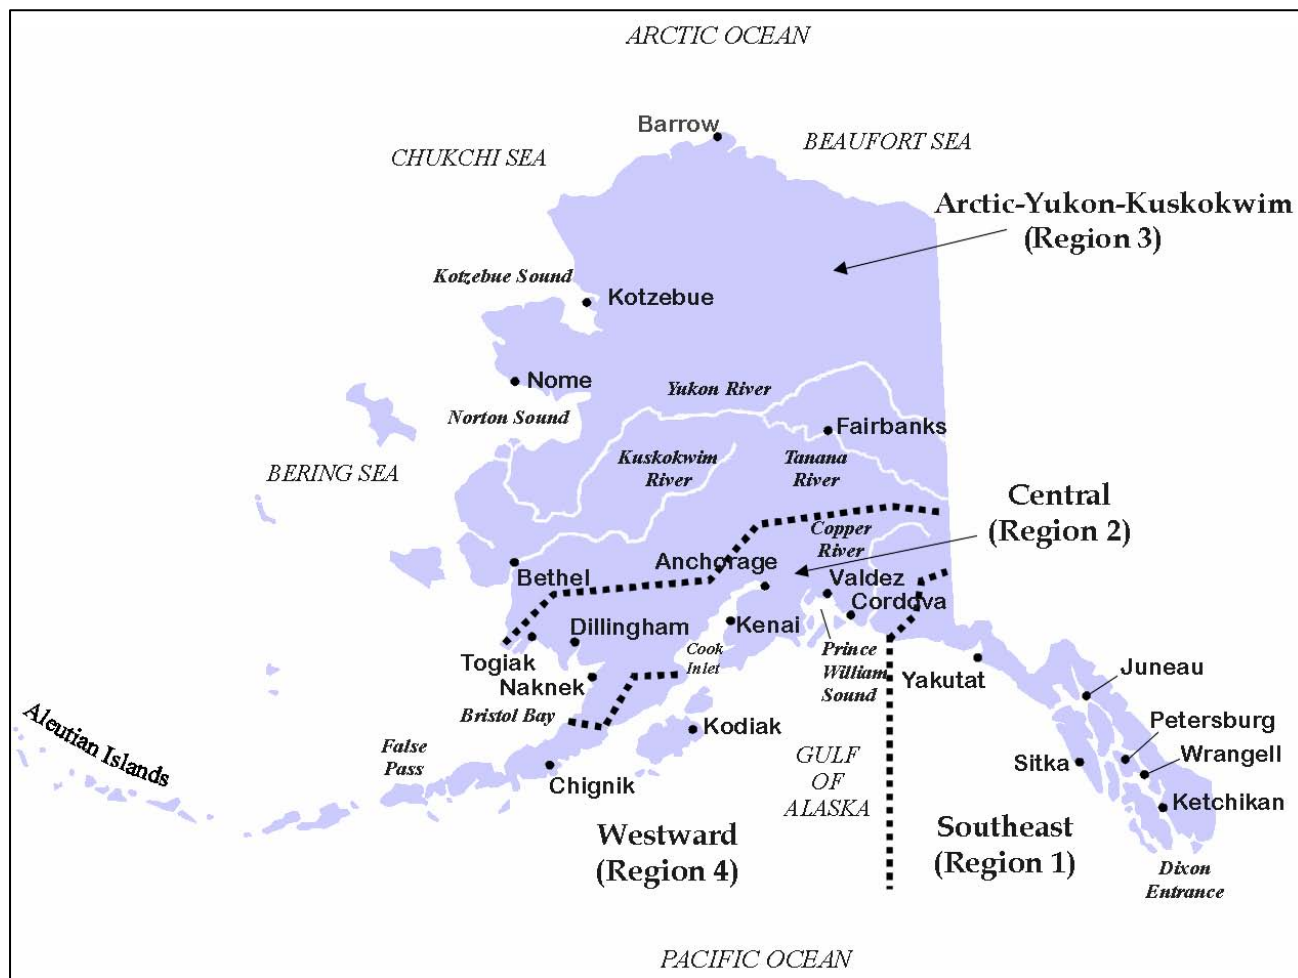 ARCTIC OCEAN
Barrow
BEAUFORT SEA
CHUKCHI SEA
Arctic-Yukon-Kuskokwim
(Region 3)
Kotzebue Sound
Kotzebue
Nome
Yukon River
Norton Sound
Fairbanks
Kuskokwim
River
Tanana
River
BERING SEA
Central
(Region 2)
Copper
River
Anchorage
Bethel
Valdez
Cordova
Dillingham
Kenai
Togiak
Cook
Inlet
Prince
William
Sound
Naknek
Yakutat
Juneau
Bristol Bay
Kodiak
Petersburg
Wrangell
Sitka
Ketchikan
Aleutian Islands
False
Pass
Chignik
GULF
OF
ALASKA
Westward
(Region 4)
Southeast
(Region 1)
Dixon
Entrance
PACIFIC OCEAN